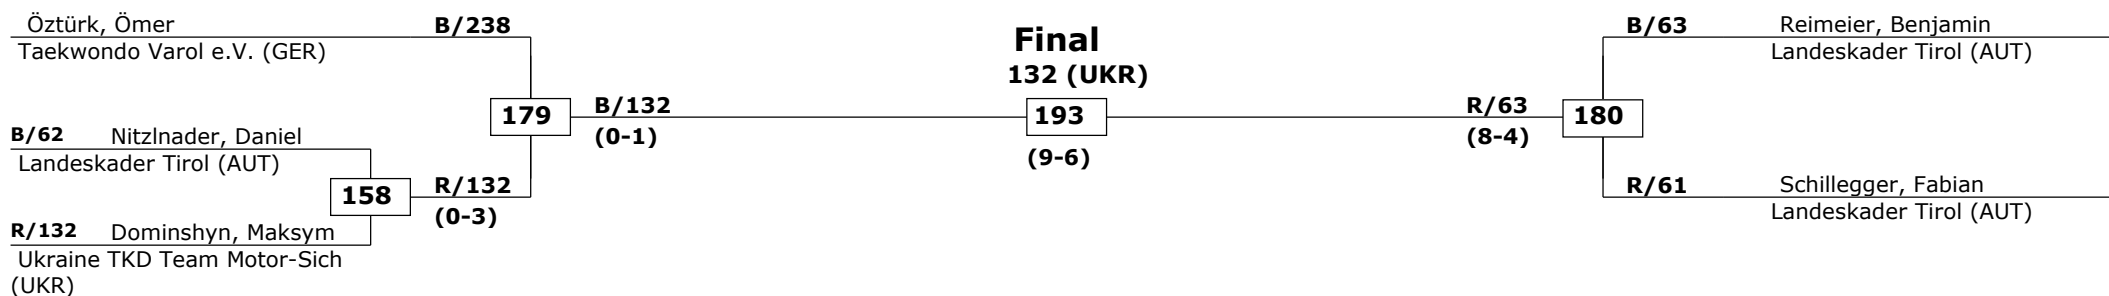 Öztürk, Ömer
B/238
Taekwondo Varol e.V. (GER)
179
B/62 Nitzlnader, Daniel
Landeskader Tirol (AUT)
158
R/132 Dominshyn, Maksym
Ukraine TKD Team Motor-Sich
(UKR)
R/132
(0-3)
B/132
(0-1)
Final
132 (UKR)
193
(9-6)
R/63
(8-4)
180
B/63 Reimeier, Benjamin
Landeskader Tirol (AUT)
R/61 Schillegger, Fabian
Landeskader Tirol (AUT)